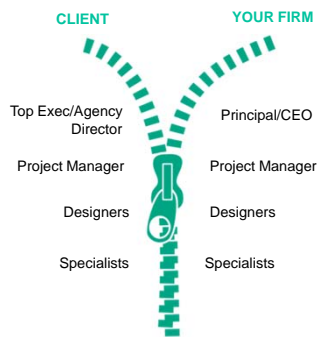 CLIENT
YOUR FIRM
Top Exec/Agency
Director
Principal/CEO
Project Manager
Project Manager
Designers
Designers
Specialists
Specialists